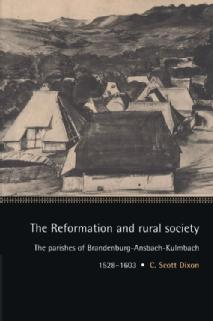 The Reformation and rural society
The parishes of Brandenburg-Ansbach-Kulmbach
1528–1603 • C. Scott Dixon